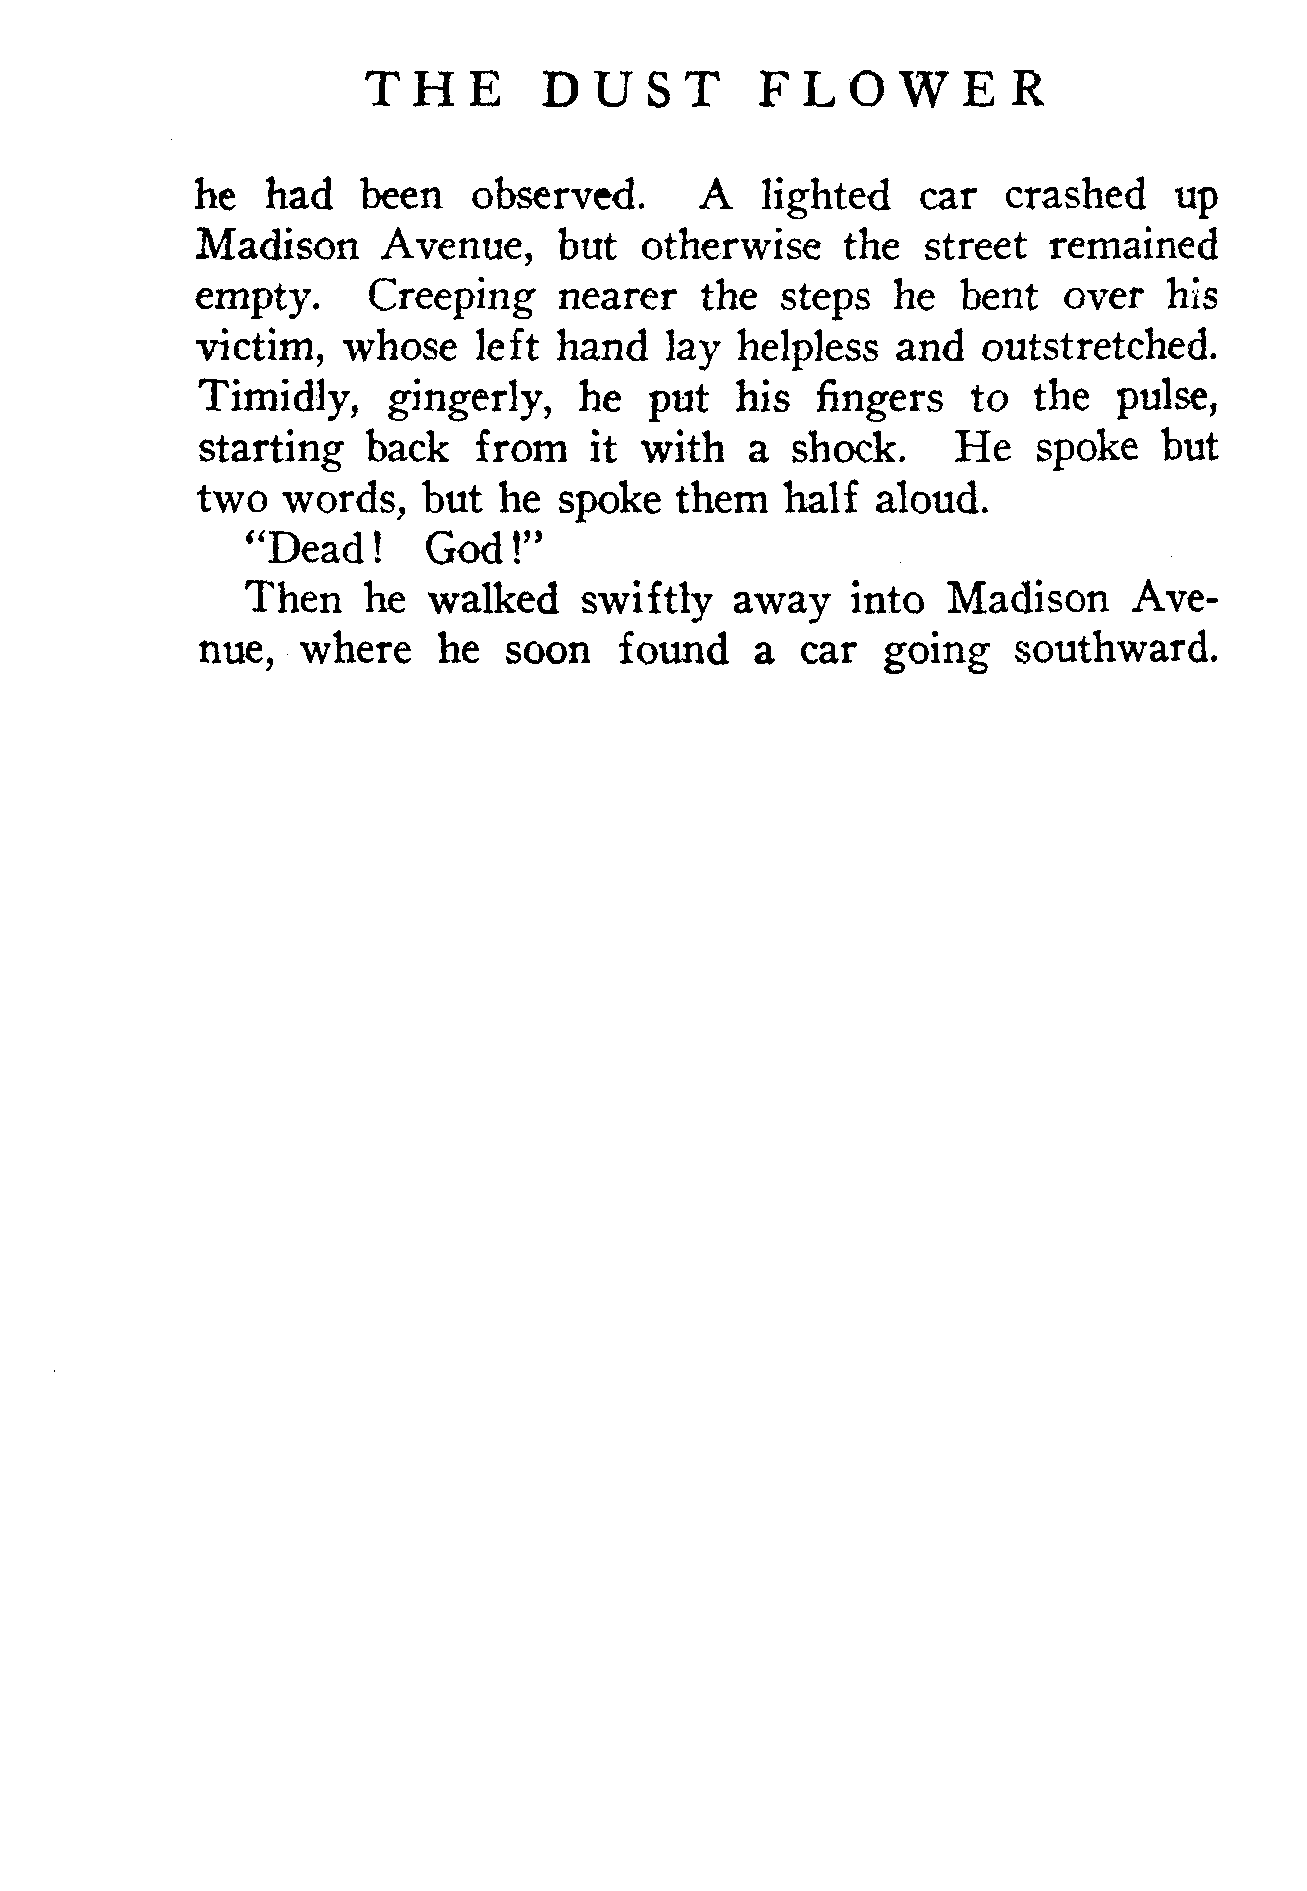 THE DUST FLOWER
he had been observed. A lighted car crashed up
Madison Avenue, but otherwise the street remained
empty. Creeping nearer the steps he bent over his
victim, whose left hand lay helpless and outstretched.
Timidly, gingerly, he put his fingers to the pulse,
starting back from it with a shock. He spoke but
two words, but he spoke them half aloud.
"Dead! God!"
Then he walked swiftly away into Madison Ave-
nue, where he soon found a car going southward.